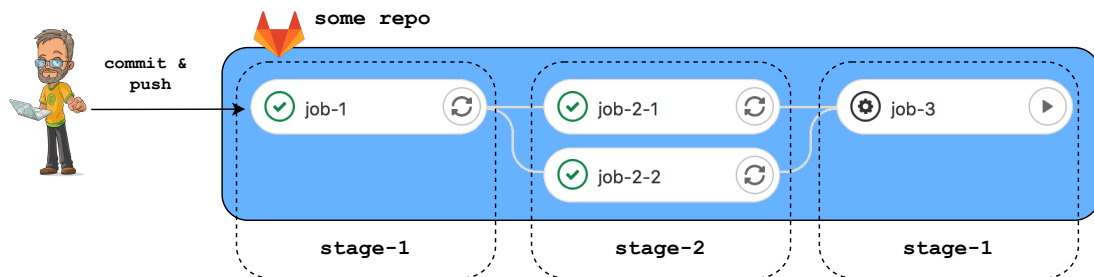 some repo
commit &
push
job-1
job-2-1
job-3
job-2-2
stage-1
stage-2
stage-1